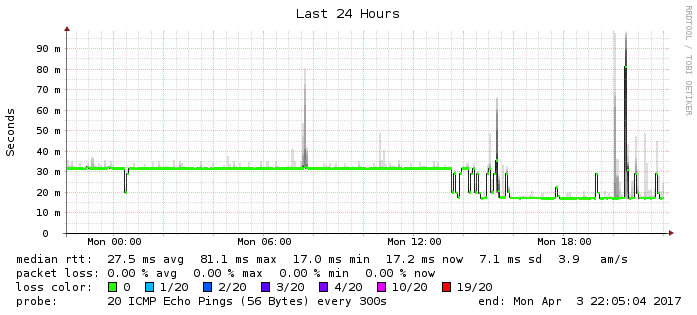 Last 24 Hours
RRDTOOL / TOBI OETIKER
Seconds
90 m
80 m
70 m
60 m
50 m
40 m
30 m
20 m
10 m
0
Mon 00:00 Mon 06:00 Mon 12:00 Mon 18:00
median rtt: 27.5 ms avg 81.1 ms max 17.0 ms min 17.2 ms now 7.1 ms sd 3.9 am/s
packet loss: 0.00 % avg 0.00 % max 0.00 % min 0.00 % now
loss color: 0 1/20 2/20 3/20 4/20 10/20 19/20
probe: 20 ICMP Echo Pings (56 Bytes) every 300s end: Mon Apr 3 22:05:04 2017